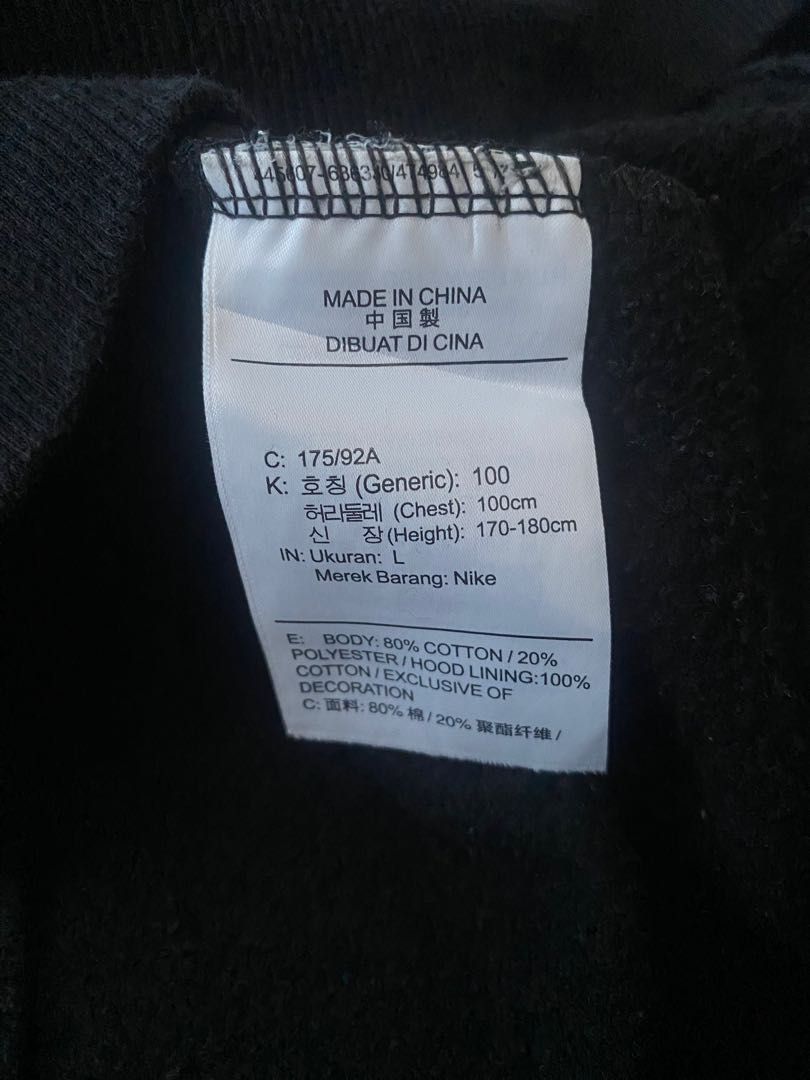 MADE IN CHINA
中国製
DIBUAT DI CINA
C: 175/92A
K: 호칭 (Generic): 100
허리둘레 (Chest): 100cm
신 장 (Height): 170-180cm
IN: Ukuran: L
Merek Barang: Nike
E: BODY: 80% COTTON / 20%
POLYESTER / HOOD LINING:100%
COTTON / EXCLUSIVE OF
DECORATION
C: 面料: 80% 棉 / 20% 聚酯纤维 /